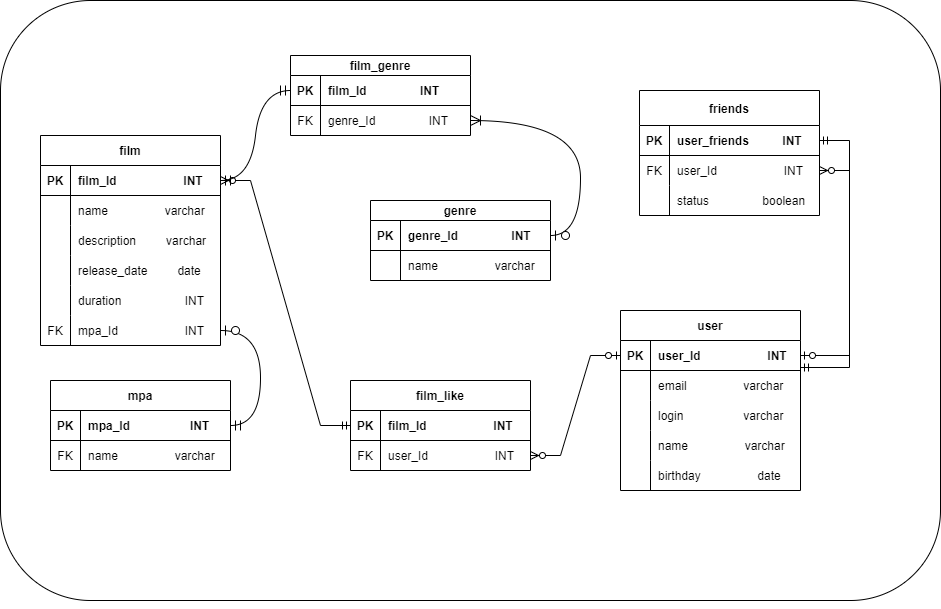 film_genre
PK film_Id INT
FK genre_Id INT
friends
PK user_friends INT
FK user_Id INT
status boolean
film
PK film_Id INT
name varchar
description varchar
release_date date
duration INT
FK mpa_Id INT
genre
PK genre_Id INT
name varchar
user
PK user_Id INT
email varchar
login varchar
name varchar
birthday date
mpa
PK mpa_Id INT
FK name varchar
film_like
PK film_Id INT
FK user_Id INT